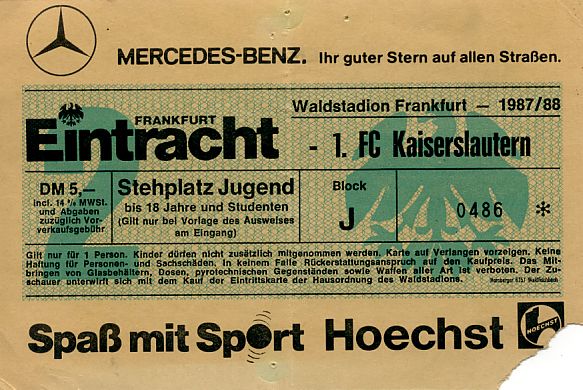 MERCEDES-BENZ. Ihr guter Stern auf allen Straßen.
Waldstadion Frankfurt — 1987/88
FRANKFURT
Eintracht - 1. FC Kaiserslautern
2
DM 5,—
incl. 14 % MWSt.
und Abgaben
zuzüglich Vor-
verkaufsgebühr
Stehplatz Jugend
bis 18 Jahre und Studenten
(Gilt nur bei Vorlage des Ausweises
am Eingang)
Block
J
0486 *
Gilt nur für 1 Person. Kinder dürfen nicht zusätzlich mitgenommen werden. Karte auf Verlangen vorzeigen. Keine
Haftung für Personen- und Sachschäden. In keinem Falle Rückerstattungsanspruch auf den Kaufpreis. Das Mit-
bringen von Glasbehältern, Dosen, pyrotechnischen Gegenständen sowie Waffen aller Art ist verboten. Der Zu-
schauer unterwirft sich mit dem Kauf der Eintrittskarte der Hausordnung des Waldstadions.
Spaß mit Sport Hoechst
HOECHST